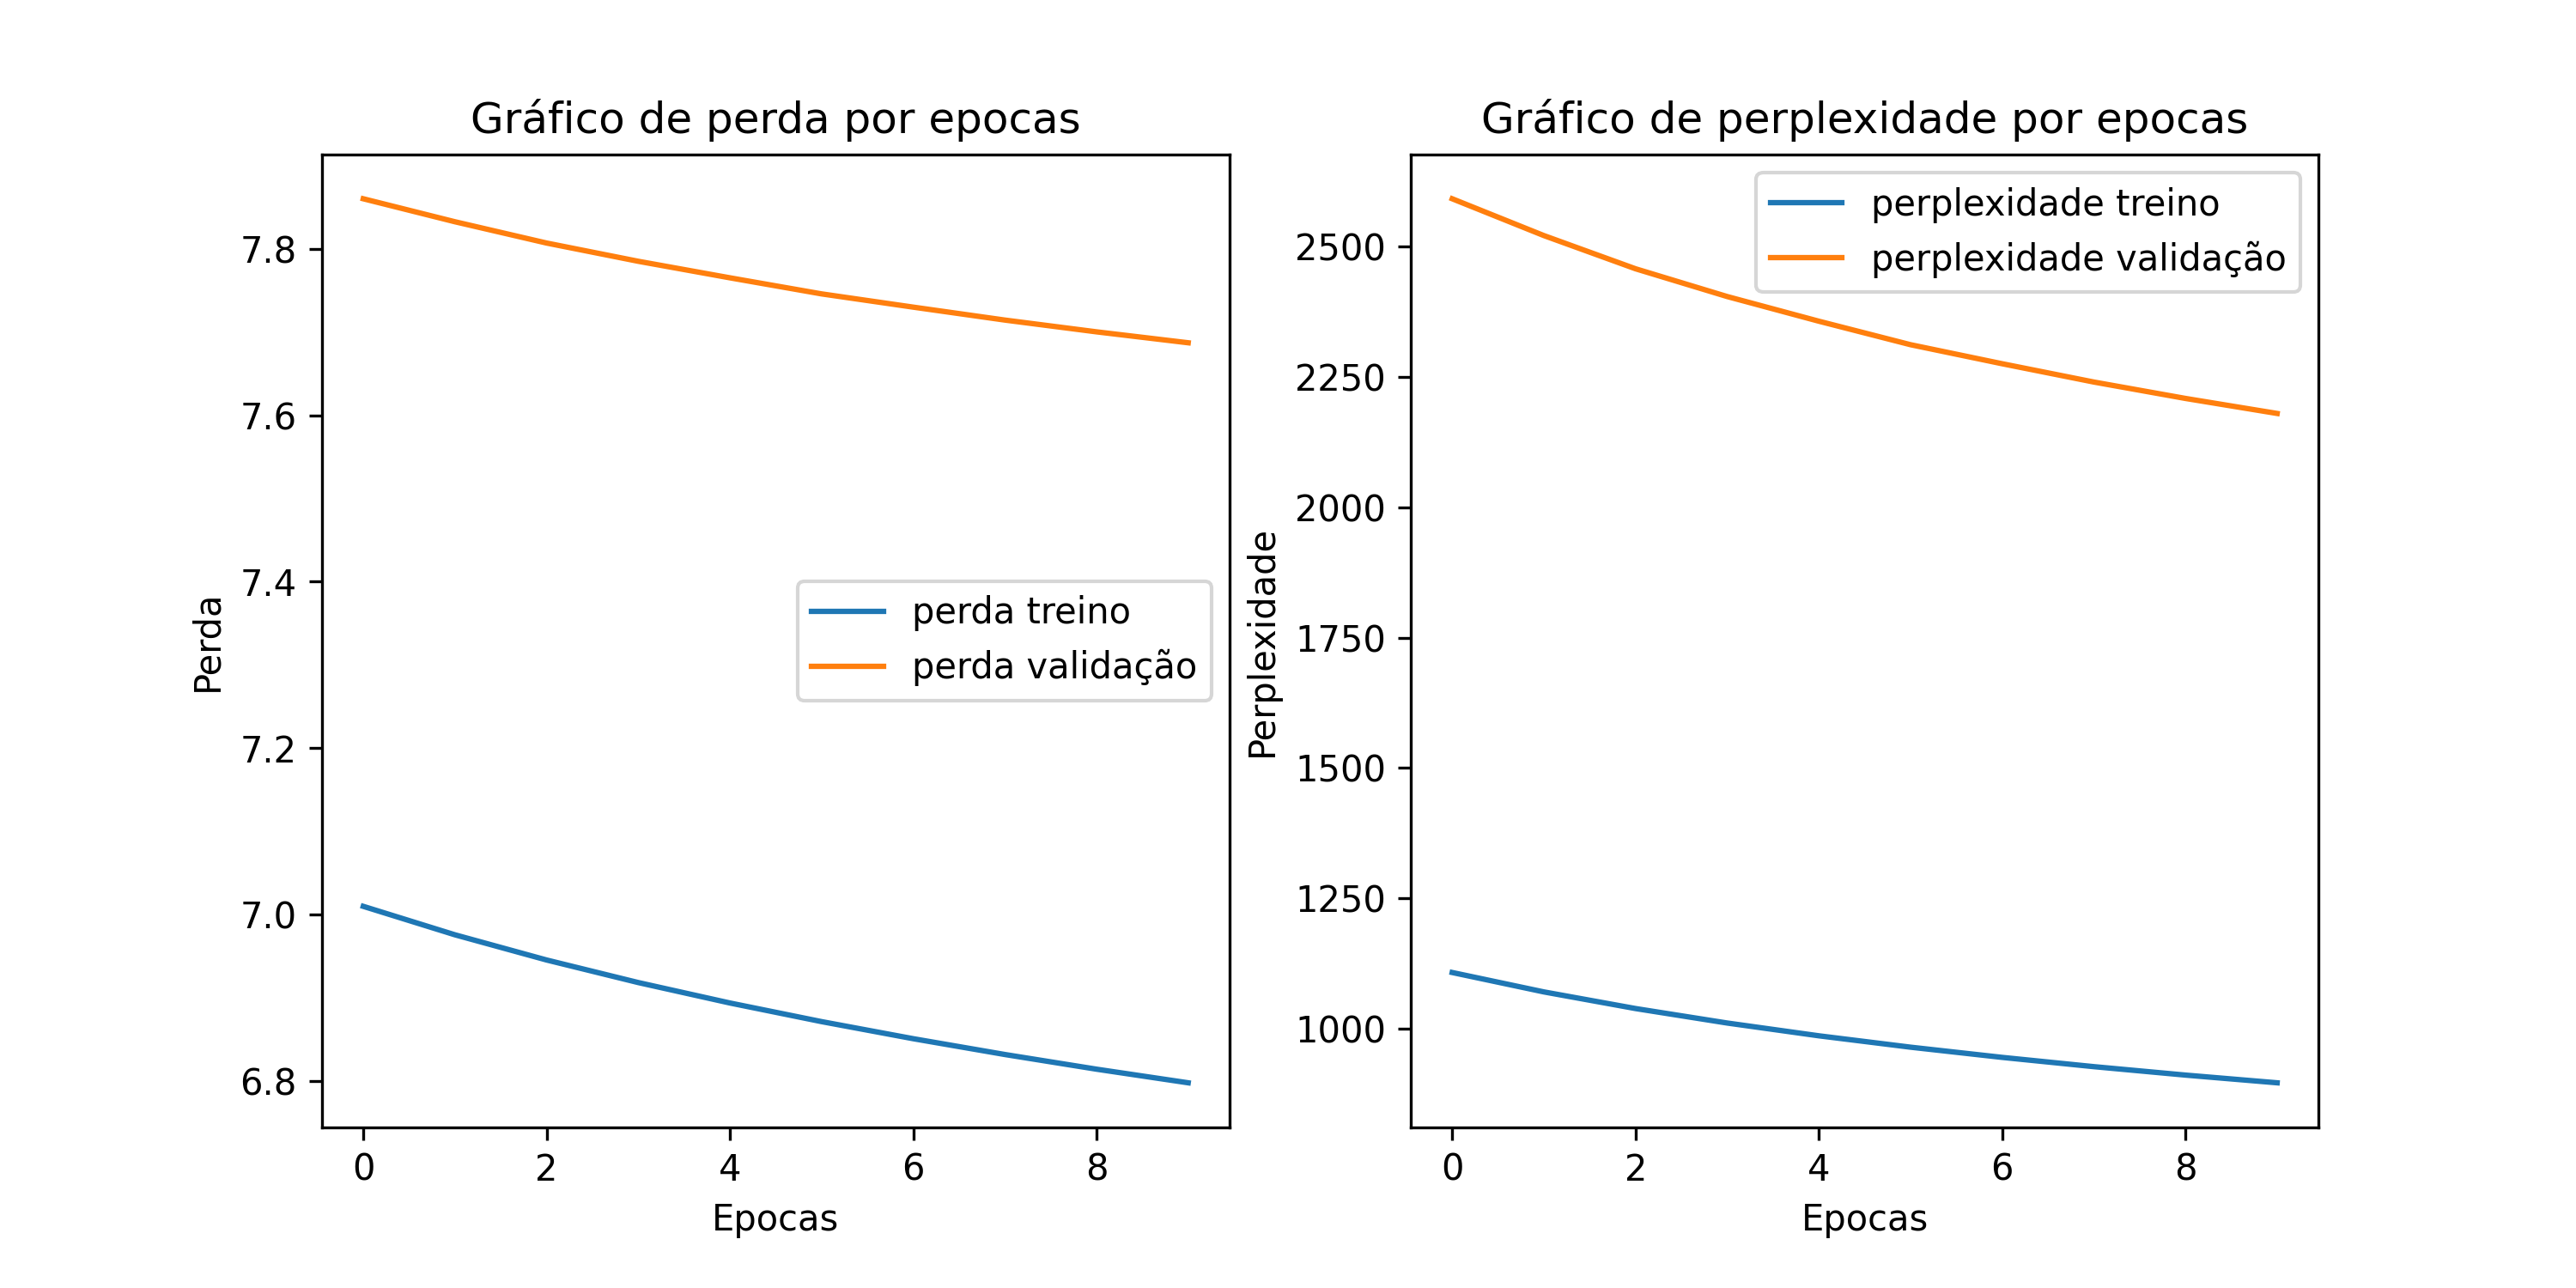 Gráfico de perda por epocas
Perda
7.8
7.6
7.4
7.2
7.0
6.8
perda treino
perda validação
0 2 4 6 8
Epocas
Gráfico de perplexidade por epocas
Perplexidade
2500
2250
2000
1750
1500
1250
1000
perplexidade treino
perplexidade validação
0 2 4 6 8
Epocas